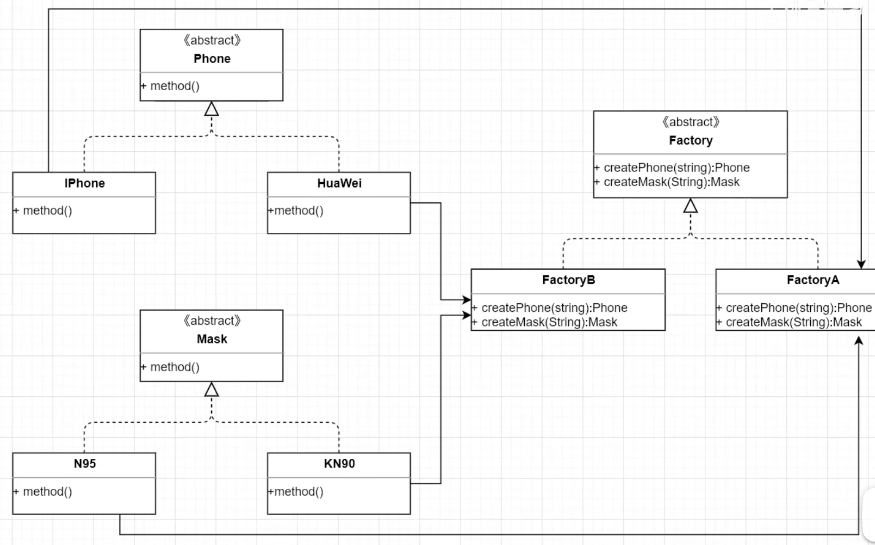 《abstract》
Phone
+ method()
IPhone
+ method()
HuaWei
+method()
《abstract》
Factory
+ createPhone(string):Phone
+ createMask(String):Mask
FactoryB
+ createPhone(string):Phone
+ createMask(String):Mask
FactoryA
+ createPhone(string):Phone
+ createMask(String):Mask
《abstract》
Mask
+ method()
N95
+ method()
KN90
+method()